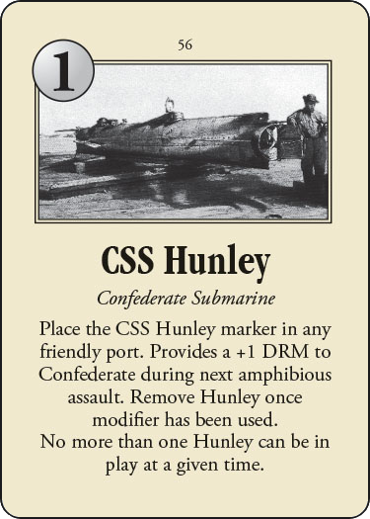 56
1
CSS Hunley
Confederate Submarine
Place the CSS Hunley marker in any
friendly port. Provides a +1 DRM to
Confederate during next amphibious
assault. Remove Hunley once
modifier has been used.
No more than one Hunley can be in
play at a given time.